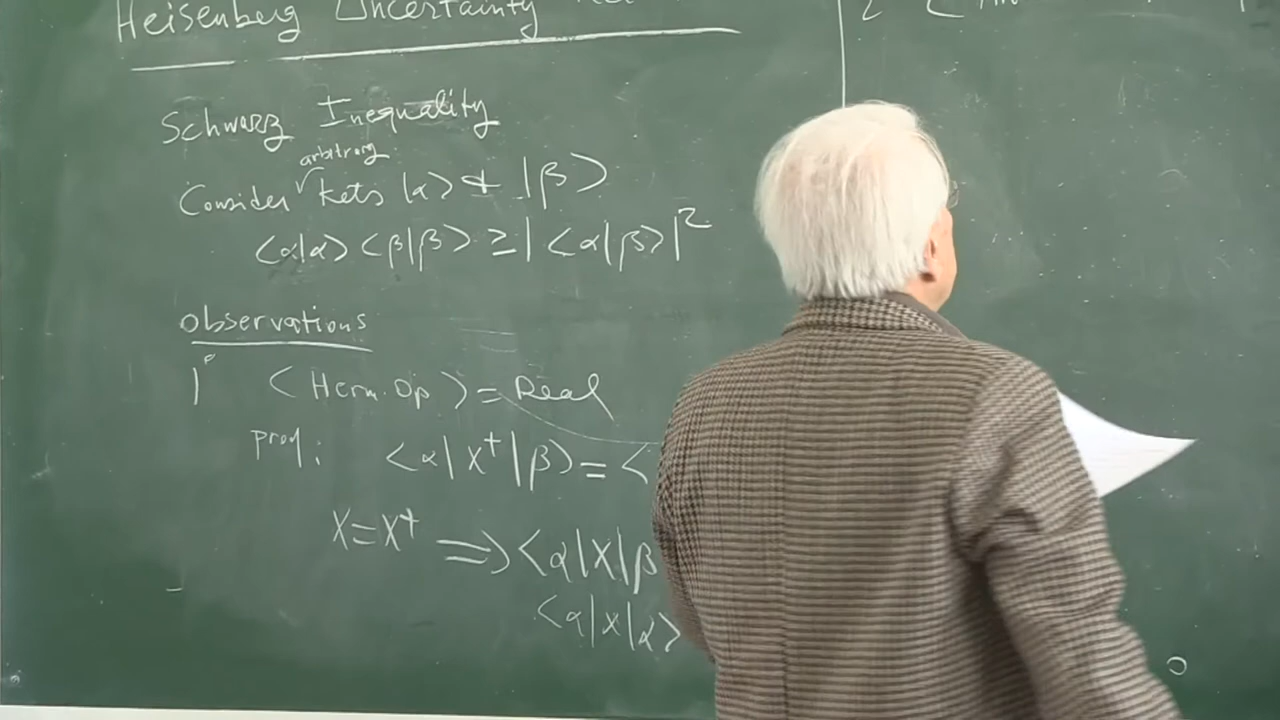 Heisenberg Uncertainty
Schwarz Inequality
arbitrary
Consider √ kets |α> & |β>
<α|α> <β|β> ≥ |<α|β>|²
observations
1° <Herm. Op> = Real
proof: <α|X†|β> = <
X = X† ⟹ <α|X|β
<α|X|α>